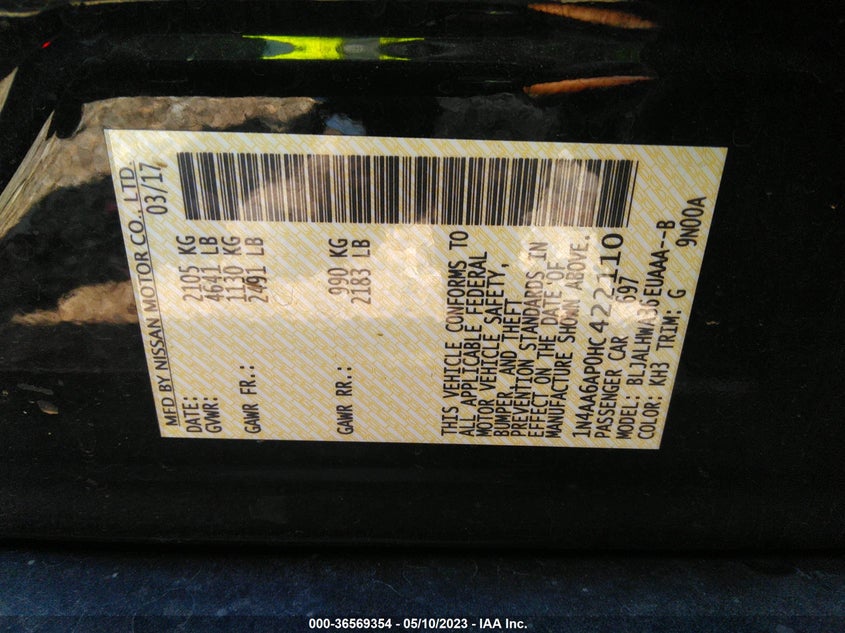 MFD BY NISSAN MOTOR CO., LTD.
DATE: 03/17
GVWR: 2105 KG
4641 LB
GAWR FR.: 1130 KG
2491 LB
GAWR RR.: 990 KG
2183 LB
THIS VEHICLE CONFORMS TO
ALL APPLICABLE FEDERAL
MOTOR VEHICLE SAFETY,
BUMPER, AND THEFT
PREVENTION STANDARDS IN
EFFECT ON THE DATE OF
MANUFACTURE SHOWN ABOVE.
1N4AA6AP0HC422110
PASSENGER CAR 697
MODEL: BLJALHWA36EUAAA--B
COLOR: KH3 TRIM: G 9N00A
000-36569354 - 05/10/2023 - IAA Inc.